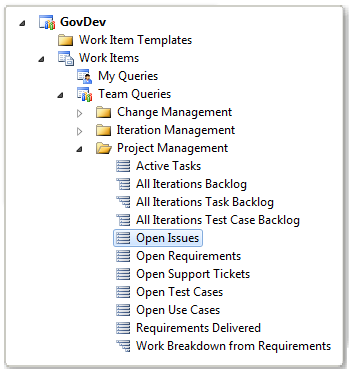 GovDev
Work Item Templates
Work Items
My Queries
Team Queries
Change Management
Iteration Management
Project Management
Active Tasks
All Iterations Backlog
All Iterations Task Backlog
All Iterations Test Case Backlog
Open Issues
Open Requirements
Open Support Tickets
Open Test Cases
Open Use Cases
Requirements Delivered
Work Breakdown from Requirements